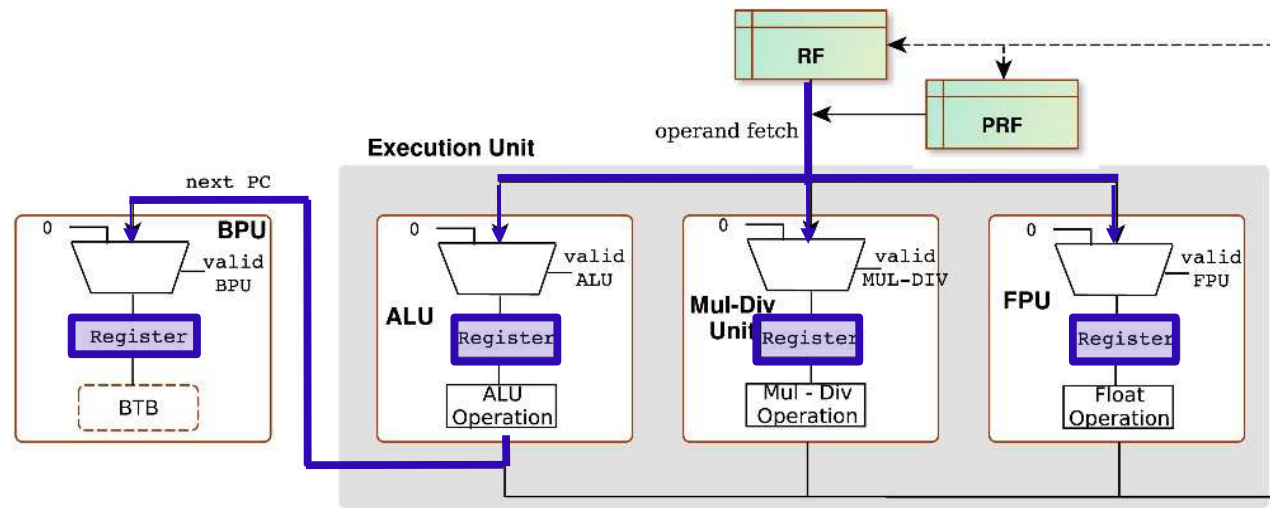 RF
PRF
operand fetch
Execution Unit
next PC
0
BPU
valid
BPU
Register
BTB
0
valid
ALU
ALU
Register
ALU
Operation
0
valid
MUL-DIV
Mul-Div
Unit
Register
Mul - Div
Operation
0
valid
FPU
FPU
Register
Float
Operation